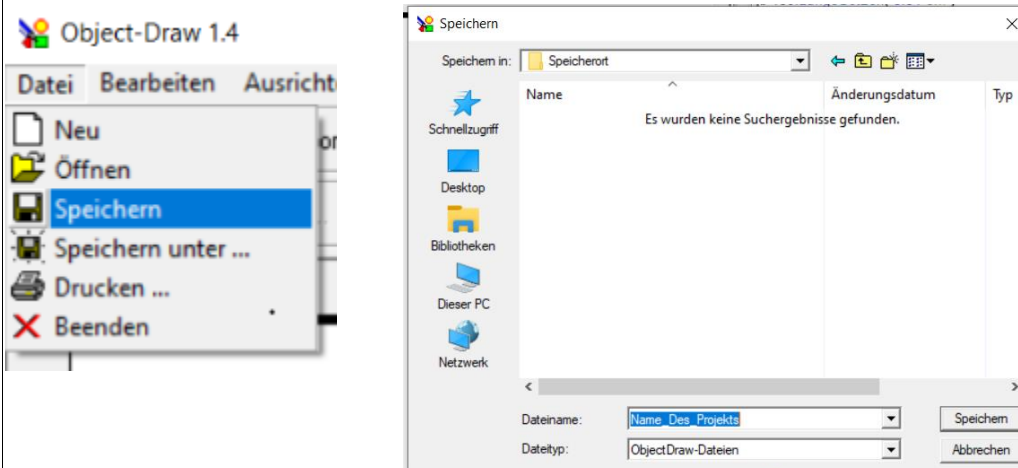 Object-Draw 1.4
Datei Bearbeiten Ausricht
Neu
Öffnen
Speichern
Speichern unter ...
Drucken ...
Beenden
Speichern
Speichern in: Speicherort
Name Änderungsdatum Typ
Es wurden keine Suchergebnisse gefunden.
Schnellzugriff
Desktop
Bibliotheken
Dieser PC
Netzwerk
Dateiname: Name_Des_Projekts Speichern
Dateityp: ObjectDraw-Dateien Abbrechen